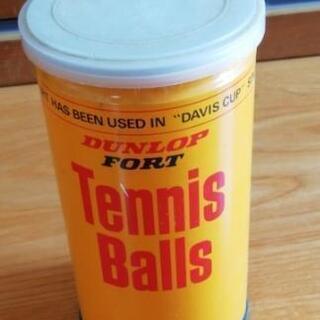 HAS BEEN USED IN "DAVIS CUP"
DUNLOP
FORT
Tennis
Balls